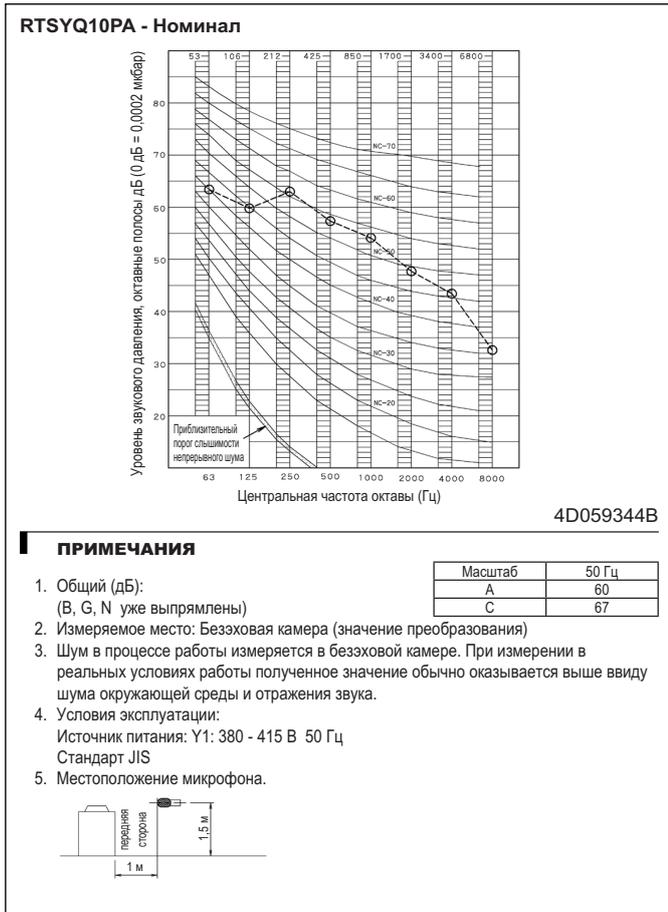 RTSYQ10PA - Номинал
53 106 212 425 850 1700 3400 6800
Уровень звукового давления, октавные полосы дБ (0 дБ = 0,0002 мкбар)
80
70
60
50
40
30
20
NC-70
NC-60
NC-50
NC-40
NC-30
NC-20
Приблизительный
порог слышимости
непрерывного шума
63 125 250 500 1000 2000 4000 8000
Центральная частота октавы (Гц)
4D059344B
ПРИМЕЧАНИЯ
1. Общий (дБ):
(B, G, N уже выпрямлены)
Масштаб 50 Гц
A 60
C 67
2. Измеряемое место: Безэховая камера (значение преобразования)
3. Шум в процессе работы измеряется в безэховой камере. При измерении в
реальных условиях работы полученное значение обычно оказывается выше ввиду
шума окружающей среды и отражения звука.
4. Условия эксплуатации:
Источник питания: Y1: 380 - 415 В 50 Гц
Стандарт JIS
5. Местоположение микрофона.
передняя
сторона
1,5 м
1 м